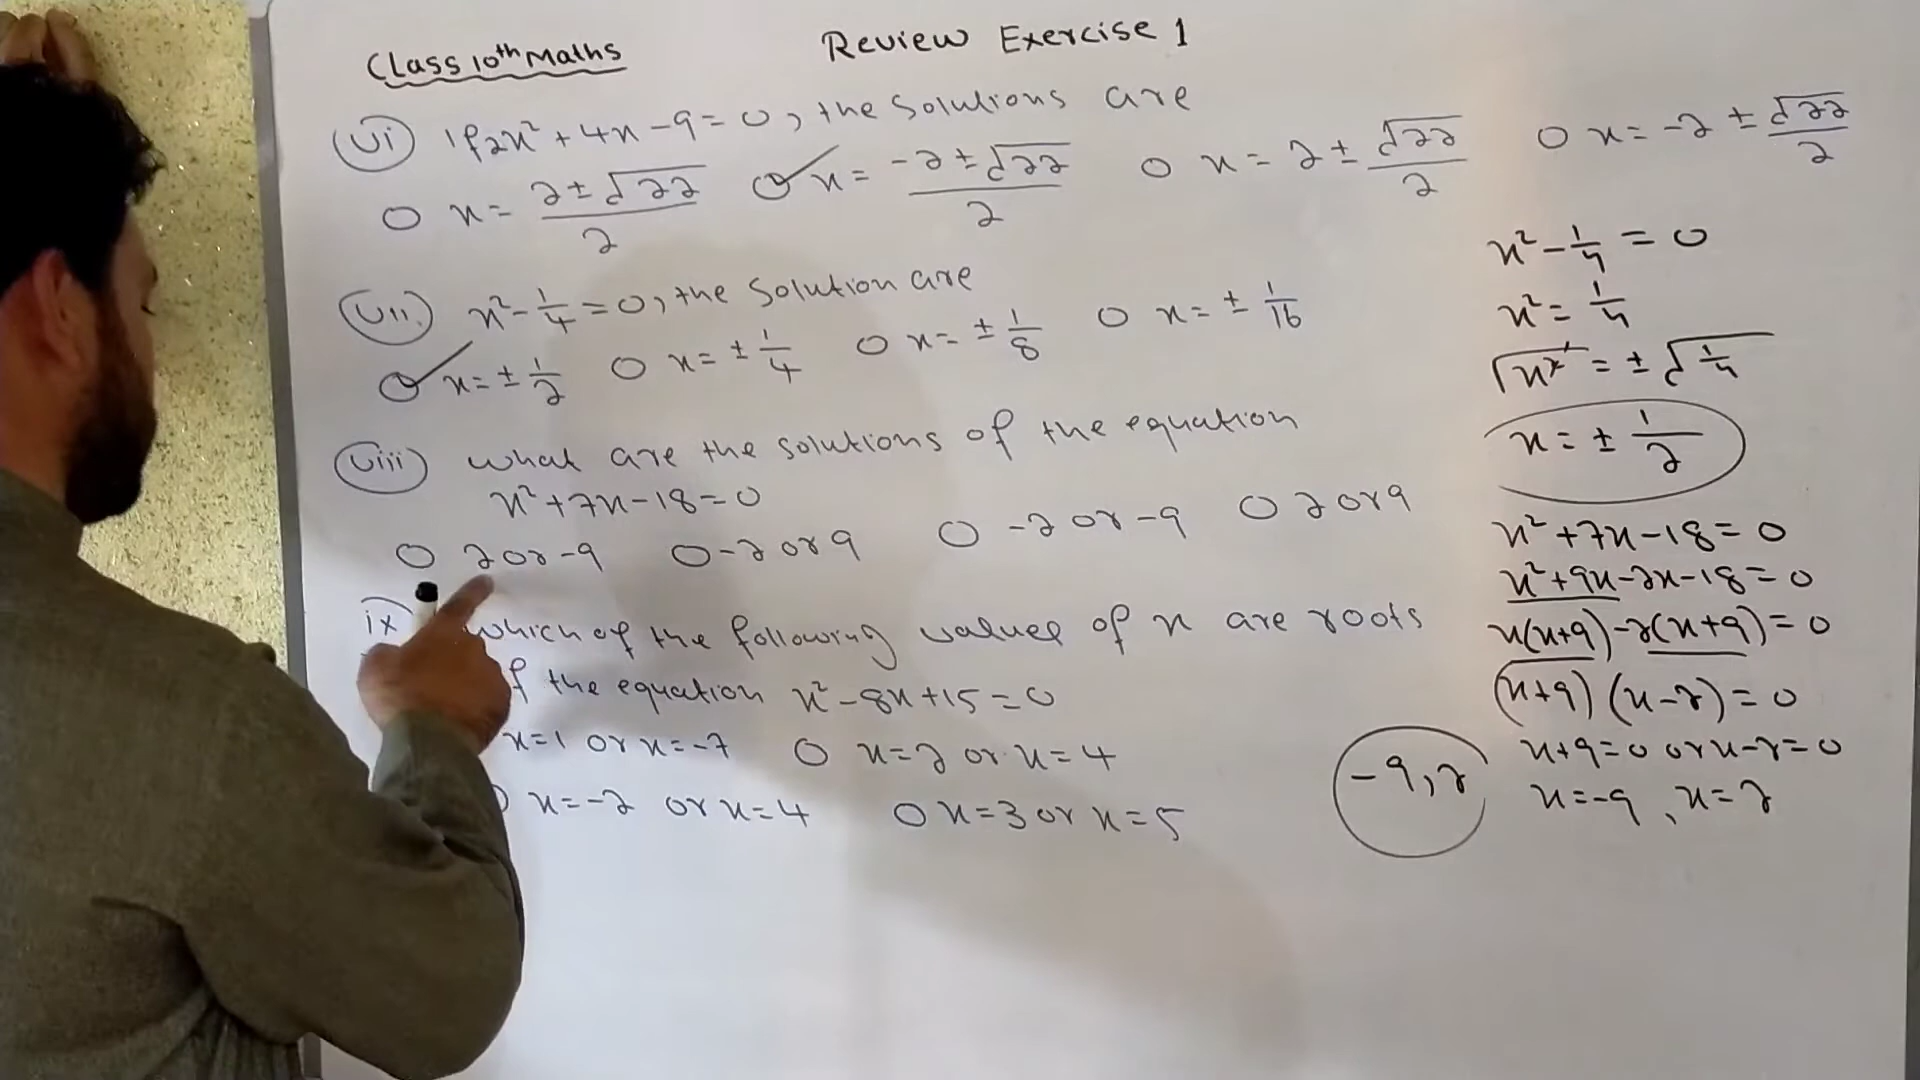 Class 10th Maths
Review Exercise 1
(vi) If 2x² + 4x - 9 = 0, the solutions are
○ x = (2 ± √22)/2 ○✓ x = (-2 ± √22)/2 ○ x = 2 ± √22/2 ○ x = -2 ± √22/2
(vii) x² - 1/4 = 0, the solution are
○✓ x = ± 1/2 ○ x = ± 1/4 ○ x = ± 1/8 ○ x = ± 1/16
(viii) what are the solutions of the equation
x² + 7x - 18 = 0
○ 2 or -9 ○ -2 or 9 ○ -2 or -9 ○ 2 or 9
ix which of the following values of x are roots
f the equation x² - 8x + 15 = 0
x = 1 or x = -7 ○ x = 2 or x = 4
x = -2 or x = 4 ○ x = 3 or x = 5
x² - 1/4 = 0
x² = 1/4
√x² = ± √1/4
x = ± 1/2
x² + 7x - 18 = 0
x² + 9x - 2x - 18 = 0
x(x+9) - 2(x+9) = 0
(x+9) (x-2) = 0
x+9 = 0 or x-2 = 0
x = -9, x = 2
-9, 2